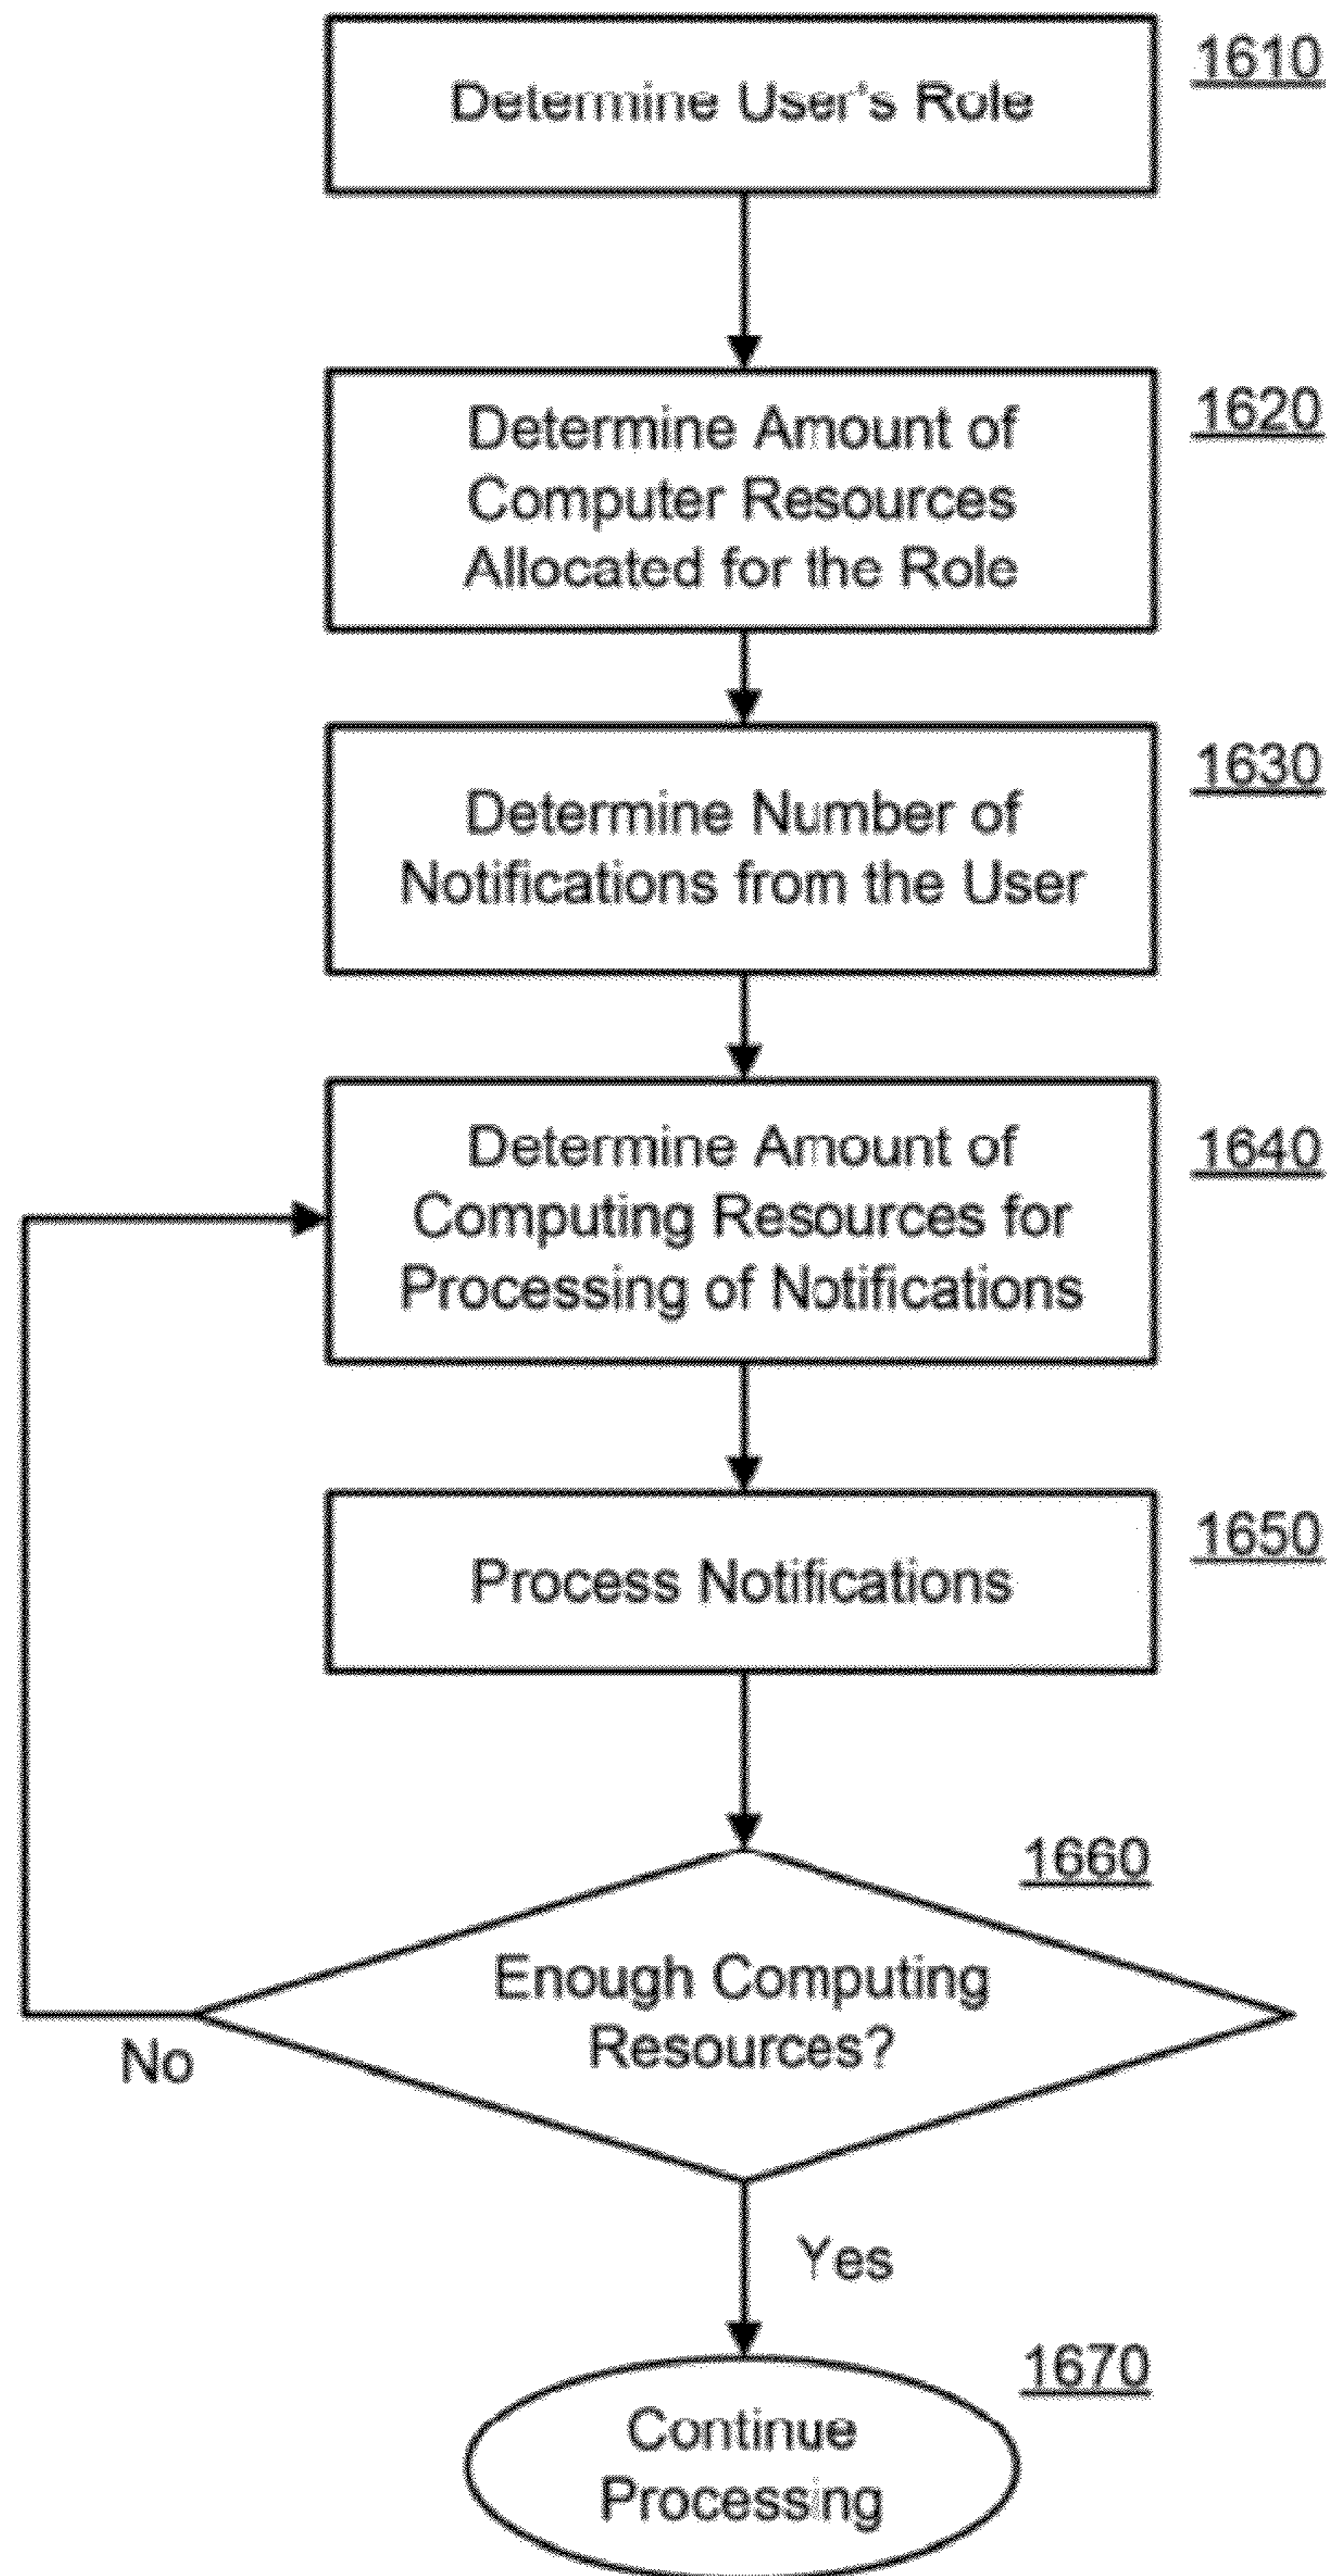 Determine User's Role
1610
Determine Amount of
Computer Resources
Allocated for the Role
1620
Determine Number of
Notifications from the User
1630
Determine Amount of
Computing Resources for
Processing of Notifications
1640
Process Notifications
1650
1660
Enough Computing
Resources?
No
Yes
1670
Continue
Processing